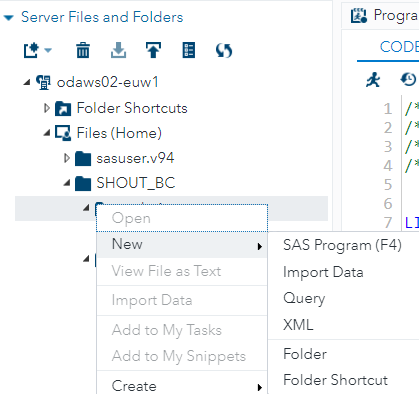 Server Files and Folders
odaws02-euw1
Folder Shortcuts
Files (Home)
sasuser.v94
SHOUT_BC
Open
New
View File as Text
Import Data
Add to My Tasks
Add to My Snippets
Create
SAS Program (F4)
Import Data
Query
XML
Folder
Folder Shortcut
Progra
CODE
1 /*
2 /*
3 /*
4 /*
5
6
7 LI